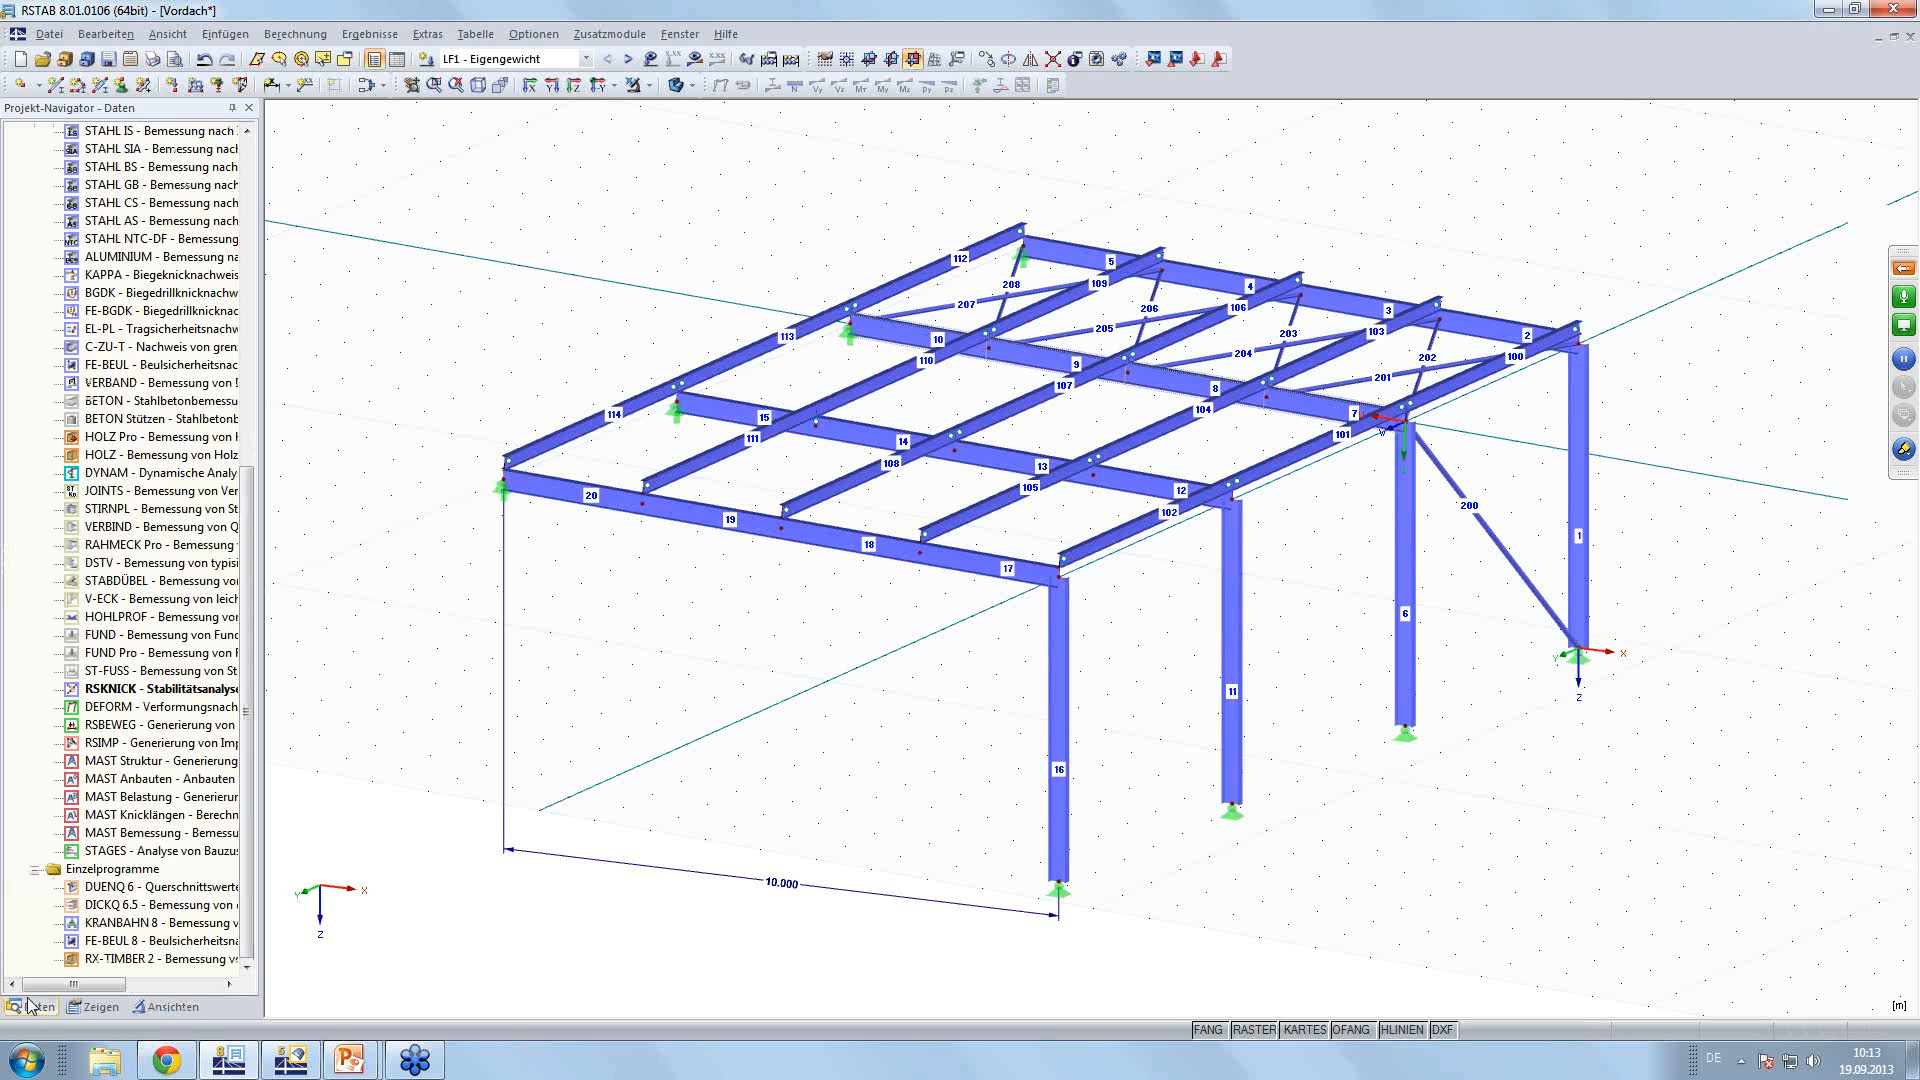 RSTAB 8.01.0106 (64bit) - [Vordach*]
Datei Bearbeiten Ansicht Einfügen Berechnung Ergebnisse Extras Tabelle Optionen Zusatzmodule Fenster Hilfe
LF1 - Eigengewicht
Projekt-Navigator - Daten
STAHL IS - Bemessung nach
STAHL SIA - Bemessung nach
STAHL BS - Bemessung nach
STAHL GB - Bemessung nach
STAHL CS - Bemessung nach
STAHL AS - Bemessung nach
STAHL NTC-DF - Bemessung
ALUMINIUM - Bemessung na
KAPPA - Biegeknicknachweis
BGDK - Biegedrillknicknachw
FE-BGDK - Biegedrillknicknac
EL-PL - Tragsicherheitsnachw
C-ZU-T - Nachweis von gren
FE-BEUL - Beulsicherheitsnac
VERBAND - Bemessung von
BETON - Stahlbetonbemessu
BETON Stützen - Stahlbetonb
HOLZ Pro - Bemessung von
HOLZ - Bemessung von Holz
DYNAM - Dynamische Analy
JOINTS - Bemessung von Ver
STIRNPL - Bemessung von St
VERBIND - Bemessung von
RAHMECK Pro - Bemessung
DSTV - Bemessung von typisi
STABDÜBEL - Bemessung vo
V-ECK - Bemessung von leich
HOHLPROF - Bemessung vo
FUND - Bemessung von Func
FUND Pro - Bemessung von
ST-FUSS - Bemessung von St
RSKNICK - Stabilitätsanalyse
DEFORM - Verformungsnach
RSBEWEG - Generierung von
RSIMP - Generierung von Im
MAST Struktur - Generierung
MAST Anbauten - Anbauten
MAST Belastung - Generierur
MAST Knicklängen - Berechn
MAST Bemessung - Bemessu
STAGES - Analyse von Bauzu
Einzelprogramme
DUENQ 6 - Querschnittswerte
DICKQ 6.5 - Bemessung von
KRANBAHN 8 - Bemessung v
FE-BEUL 8 - Beulsicherheitsna
RX-TIMBER 2 - Bemessung v
Zeigen Ansichten
112
5
208
109
4
207
206
106
3
113
10
205
203
103
2
110
9
204
202
100
107
8
201
114
15
104
7
111
14
101
108
13
105
12
20
102
200
19
1
18
17
6
11
16
10.000
X
Y
Z
X
Y
Z
[m]
FANG RASTER KARTES OFANG HLINIEN DXF
DE
10:13
19.09.2013